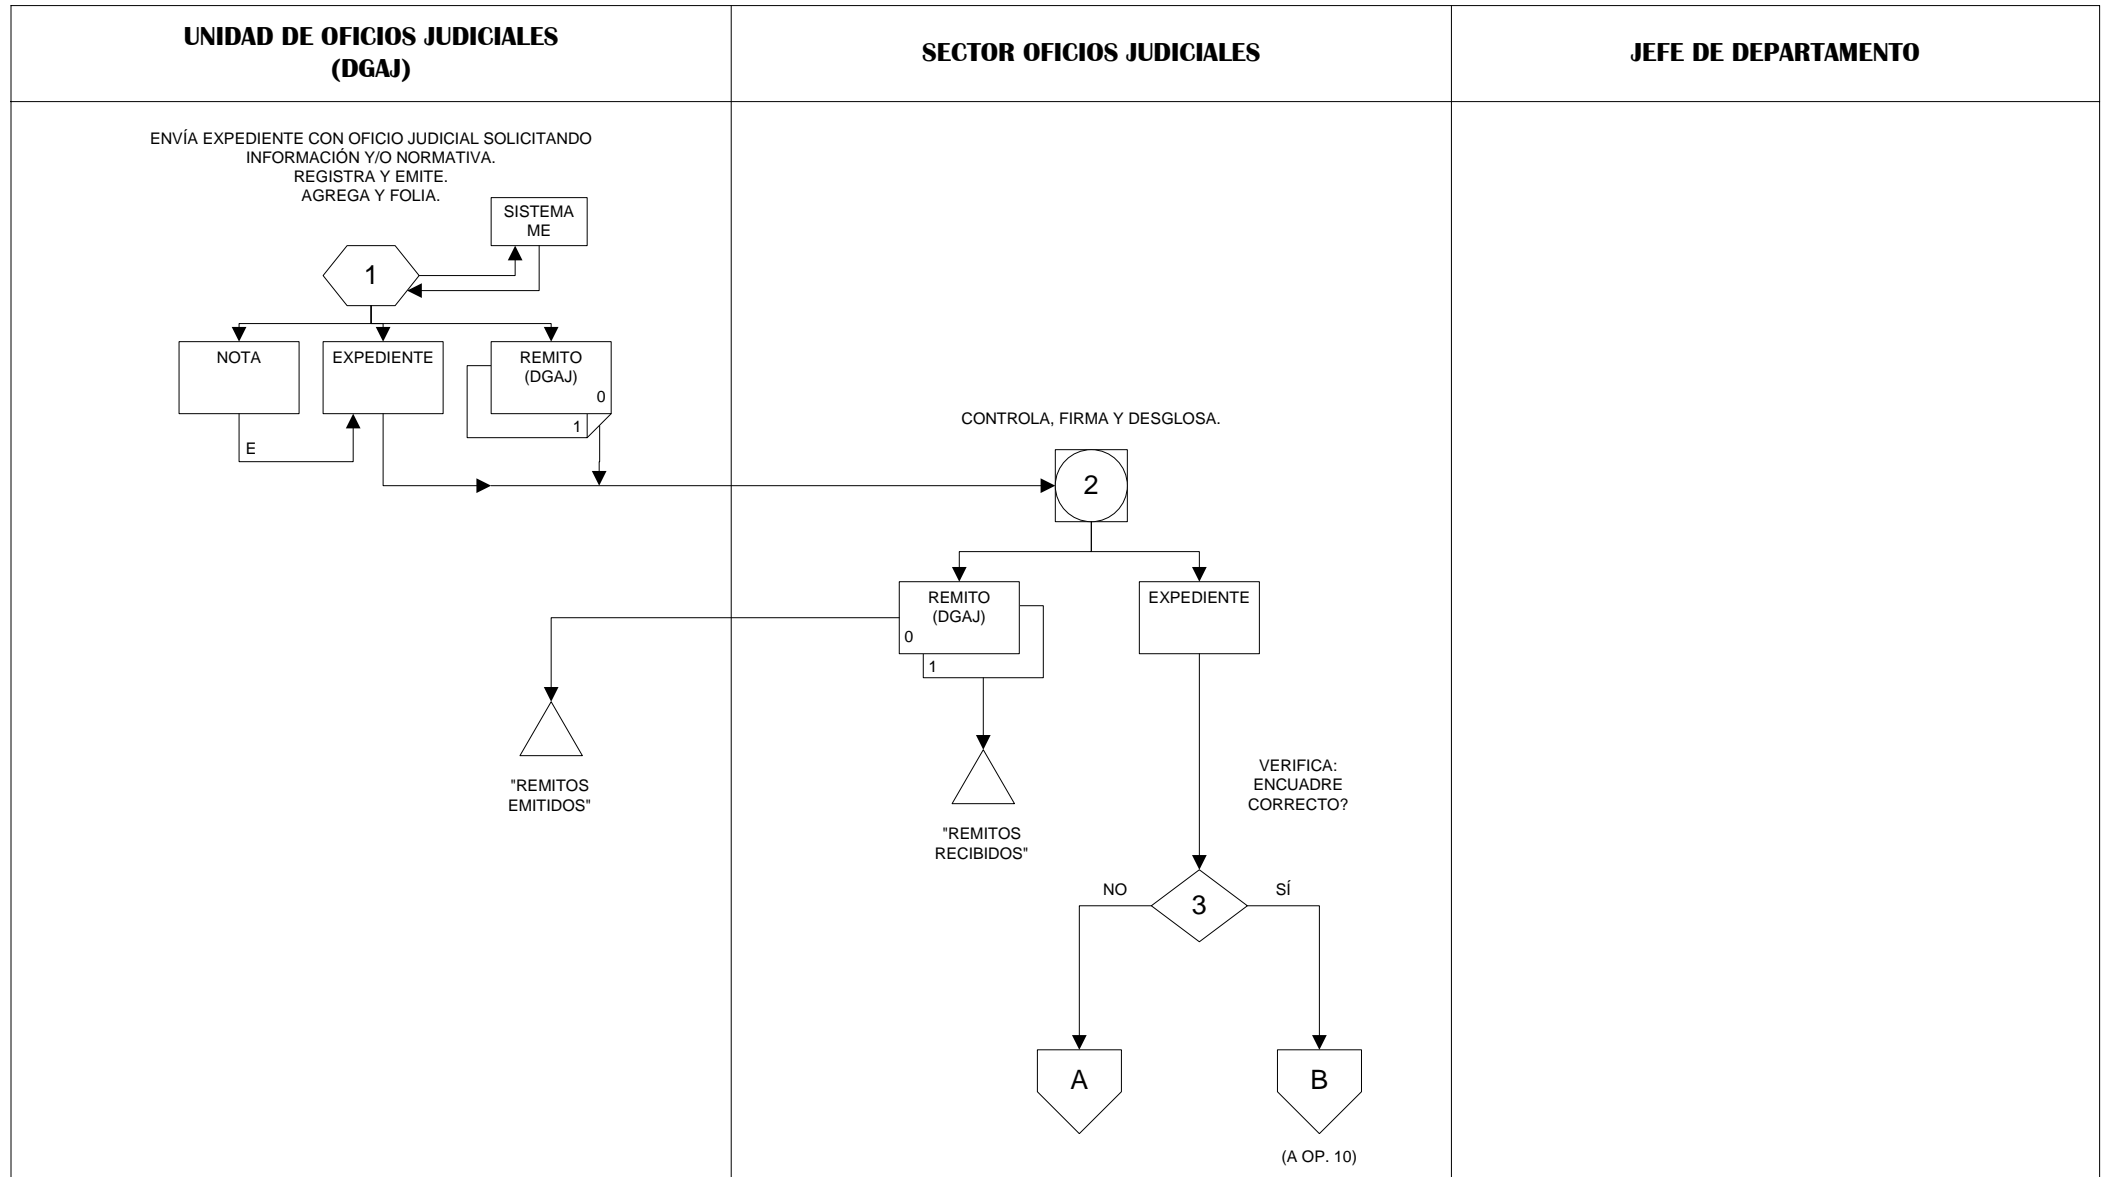 UNIDAD DE OFICIOS JUDICIALES
(DGAJ)
SECTOR OFICIOS JUDICIALES
JEFE DE DEPARTAMENTO
ENVÍA EXPEDIENTE CON OFICIO JUDICIAL SOLICITANDO
INFORMACIÓN Y/O NORMATIVA.
REGISTRA Y EMITE.
AGREGA Y FOLIA.
SISTEMA
ME
1
NOTA
EXPEDIENTE
REMITO
(DGAJ)
0
1
E
CONTROLA, FIRMA Y DESGLOSA.
2
REMITO
(DGAJ)
0
1
EXPEDIENTE
"REMITOS
EMITIDOS"
"REMITOS
RECIBIDOS"
VERIFICA:
ENCUADRE
CORRECTO?
NO
3
SÍ
A
B
(A OP. 10)